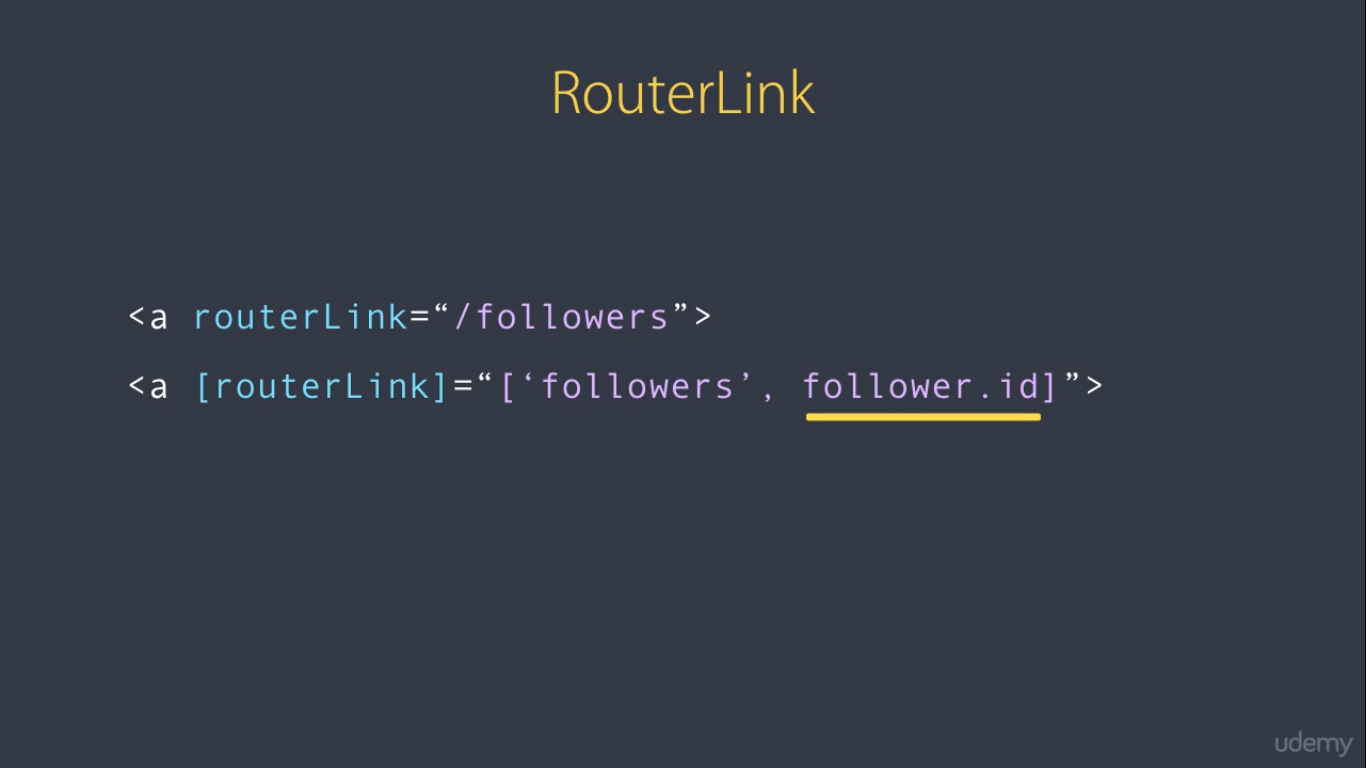 RouterLink
<a routerLink=“/followers”>
<a [routerLink]=“[‘followers’, follower.id]”>
udemy